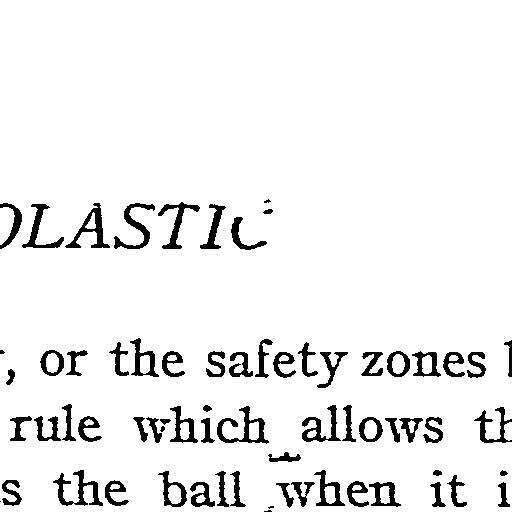 OLASTIC
, or the safety zones
rule which allows th
s the ball when it i